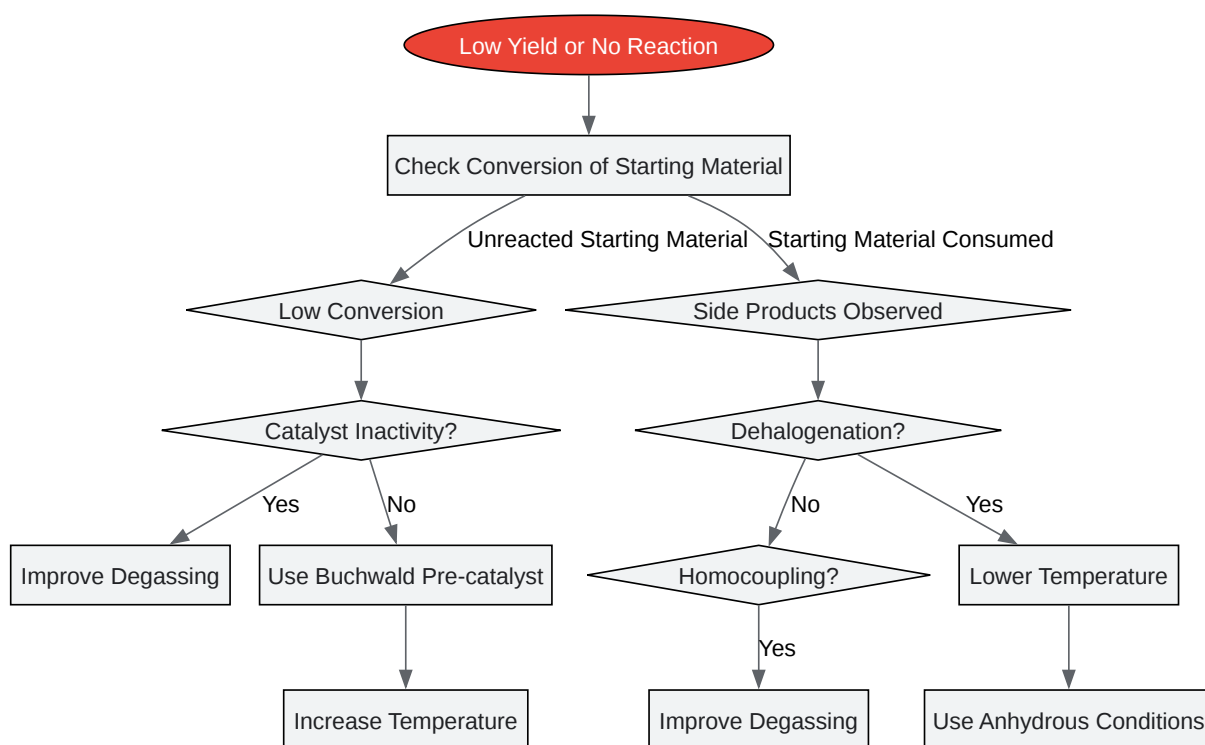 Low Yield or No Reaction
Check Conversion of Starting Material
Unreacted Starting Material
Starting Material Consumed
Low Conversion
Side Products Observed
Catalyst Inactivity?
Dehalogenation?
Yes
No
No
Yes
Improve Degassing
Use Buchwald Pre-catalyst
Homocoupling?
Lower Temperature
Yes
Increase Temperature
Improve Degassing
Use Anhydrous Conditions